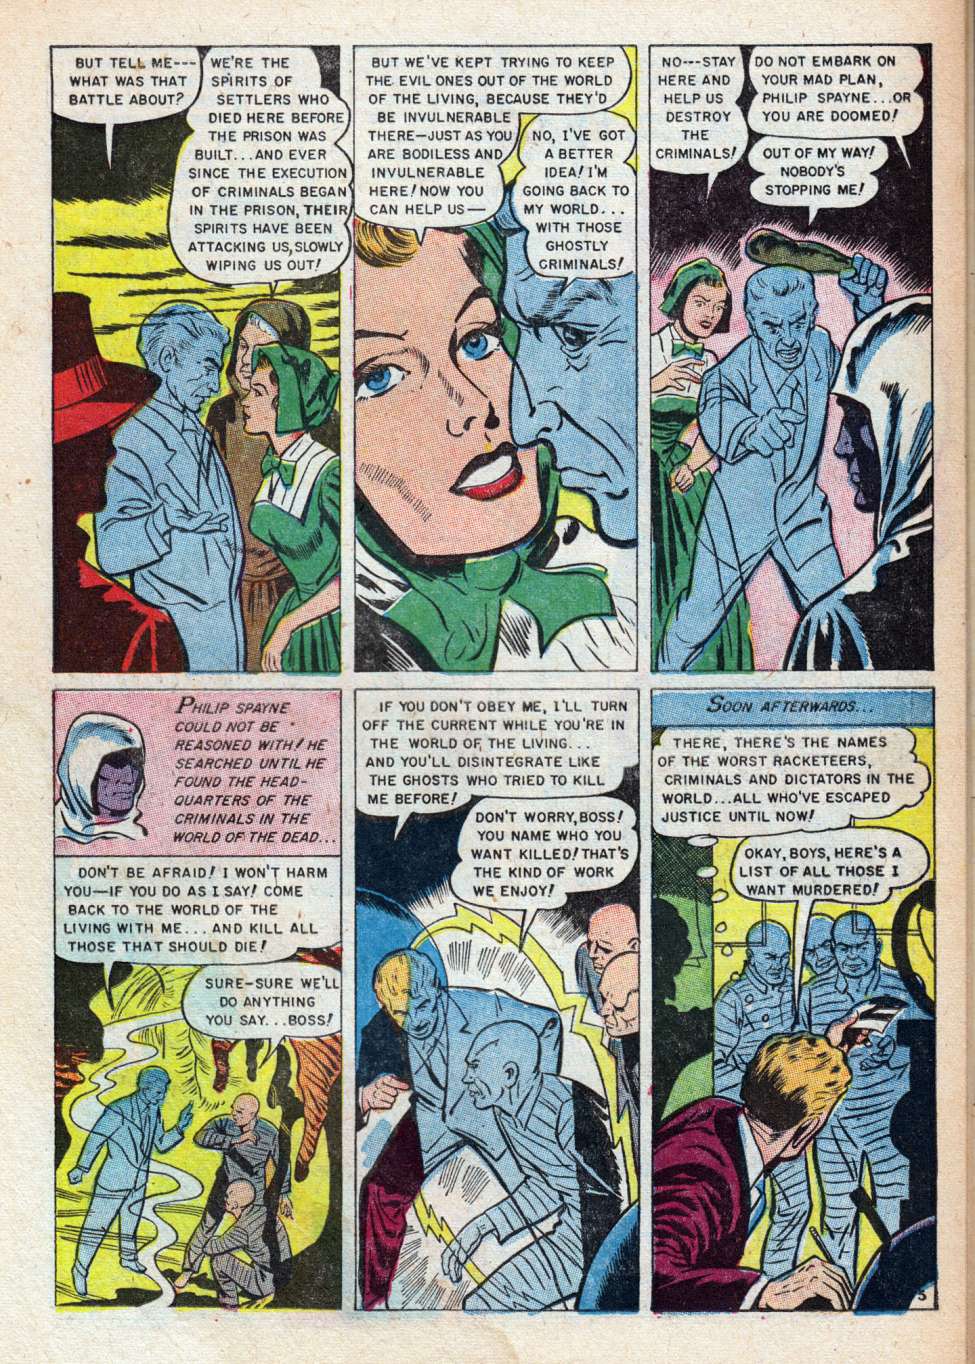 BUT TELL ME---
WHAT WAS THAT
BATTLE ABOUT?
WE'RE THE
SPIRITS OF
SETTLERS WHO
DIED HERE BEFORE
THE PRISON WAS
BUILT...AND EVER
SINCE THE EXECUTION
OF CRIMINALS BEGAN
IN THE PRISON, THEIR
SPIRITS HAVE BEEN
ATTACKING US, SLOWLY
WIPING US OUT!
BUT WE'VE KEPT TRYING TO KEEP
THE EVIL ONES OUT OF THE WORLD
OF THE LIVING, BECAUSE THEY'D
BE INVULNERABLE
THERE—JUST AS YOU
ARE BODILESS AND
INVULNERABLE
HERE! NOW YOU
CAN HELP US—
NO, I'VE GOT
A BETTER
IDEA! I'M
GOING BACK TO
MY WORLD...
WITH THOSE
GHOSTLY
CRIMINALS!
NO---STAY
HERE AND
HELP US
DESTROY
THE
CRIMINALS!
DO NOT EMBARK ON
YOUR MAD PLAN,
PHILIP SPAYNE...OR
YOU ARE DOOMED!
OUT OF MY WAY!
NOBODY'S
STOPPING ME!
PHILIP SPAYNE
COULD NOT BE
REASONED WITH! HE
SEARCHED UNTIL HE
FOUND THE HEAD-
QUARTERS OF THE
CRIMINALS IN THE
WORLD OF THE DEAD...
DON'T BE AFRAID! I WON'T HARM
YOU—IF YOU DO AS I SAY! COME
BACK TO THE WORLD OF THE
LIVING WITH ME...AND KILL ALL
THOSE THAT SHOULD DIE!
SURE-SURE WE'LL
DO ANYTHING
YOU SAY...BOSS!
IF YOU DON'T OBEY ME, I'LL TURN
OFF THE CURRENT WHILE YOU'RE IN
THE WORLD OF THE LIVING...
AND YOU'LL DISINTEGRATE LIKE
THE GHOSTS WHO TRIED TO KILL
ME BEFORE!
DON'T WORRY, BOSS!
YOU NAME WHO YOU
WANT KILLED! THAT'S
THE KIND OF WORK
WE ENJOY!
SOON AFTERWARDS...
THERE, THERE'S THE NAMES
OF THE WORST RACKETEERS,
CRIMINALS AND DICTATORS IN THE
WORLD...ALL WHO'VE ESCAPED
JUSTICE UNTIL NOW!
OKAY, BOYS, HERE'S A
LIST OF ALL THOSE I
WANT MURDERED!
5